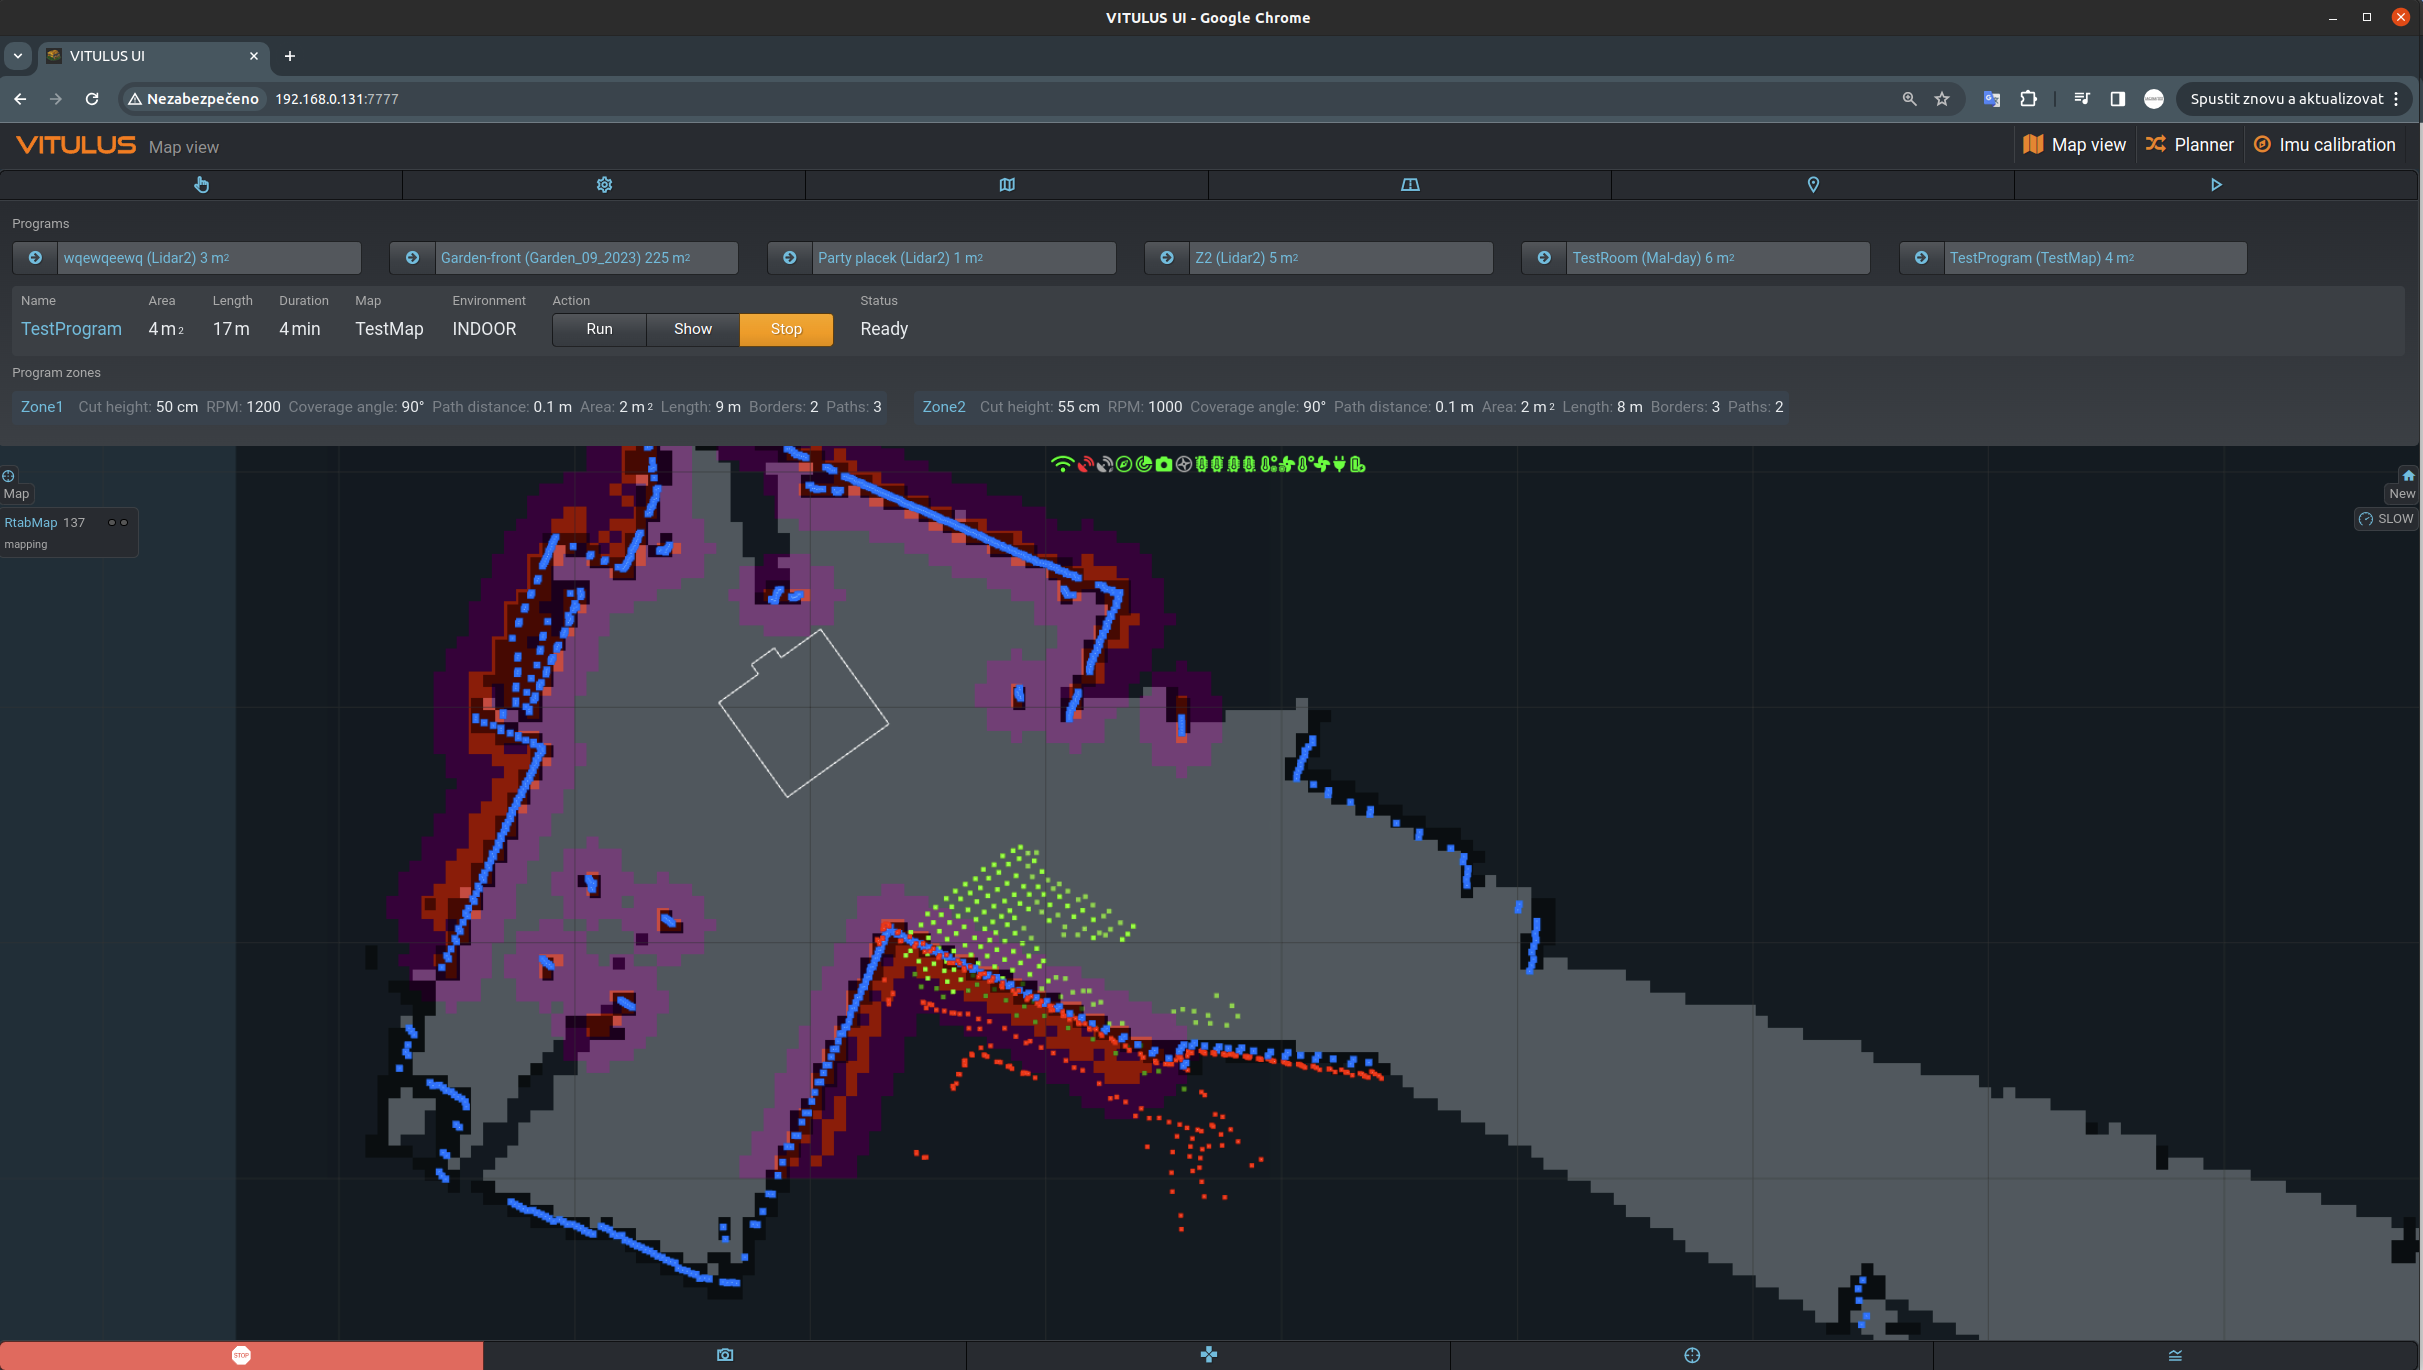 VITULUS UI - Google Chrome
VITULUS UI
Nezabezpečeno 192.168.0.131:7777 Spustit znovu a aktualizovat
VITULUS Map view Map view Planner Imu calibration
Programs
wqewqeewq (Lidar2) 3 m2 Garden-front (Garden_09_2023) 225 m2 Party placek (Lidar2) 1 m2 Z2 (Lidar2) 5 m2 TestRoom (Mal-day) 6 m2 TestProgram (TestMap) 4 m2
Name Area Length Duration Map Environment Action Status
TestProgram 4 m2 17 m 4 min TestMap INDOOR Run Show Stop Ready
Program zones
Zone1 Cut height: 50 cm RPM: 1200 Coverage angle: 90° Path distance: 0.1 m Area: 2 m2 Length: 9 m Borders: 2 Paths: 3 Zone2 Cut height: 55 cm RPM: 1000 Coverage angle: 90° Path distance: 0.1 m Area: 2 m2 Length: 8 m Borders: 3 Paths: 2
Map New
RtabMap 137 SLOW
mapping
STOP